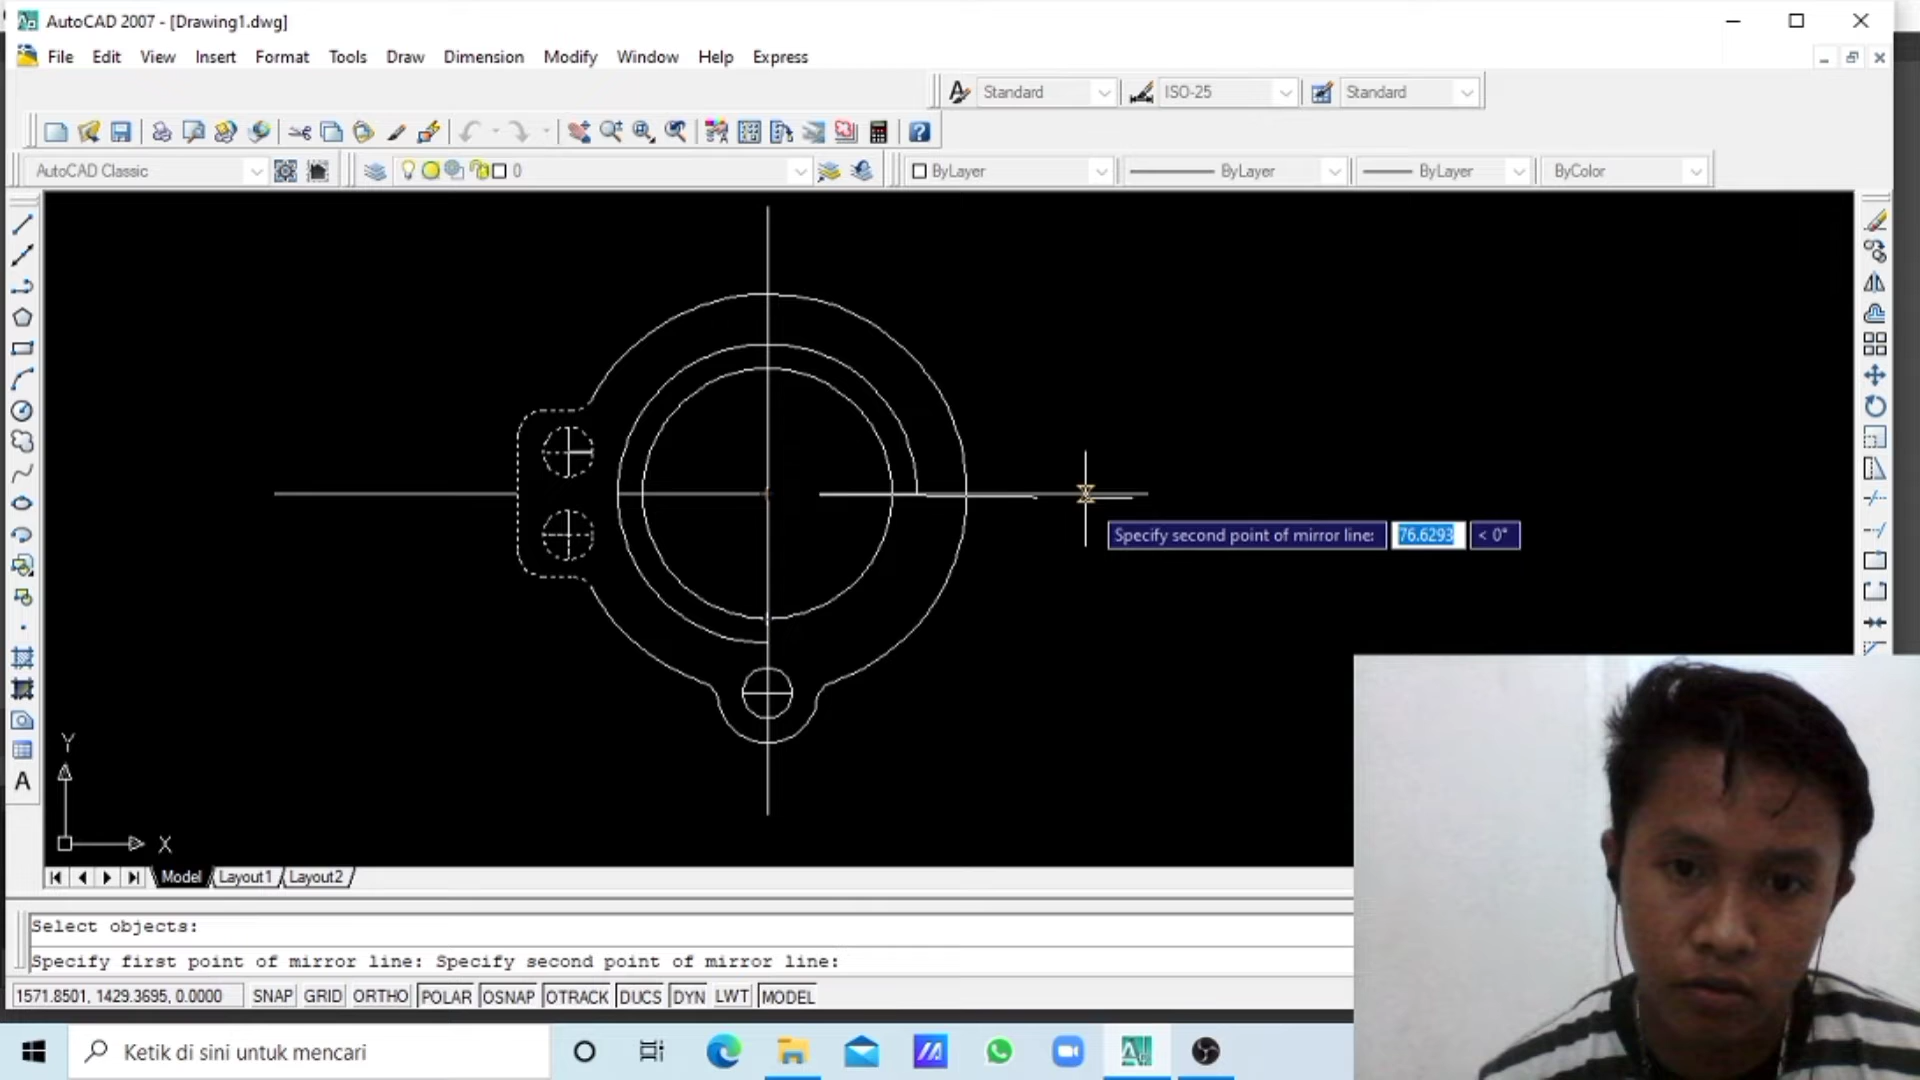 AutoCAD 2007 - [Drawing1.dwg]
File Edit View Insert Format Tools Draw Dimension Modify Window Help Express
Standard ISO-25 Standard
AutoCAD Classic 0 ByLayer ByLayer ByLayer ByColor
Specify second point of mirror line: 76.6293 < 0°
Y
X
A
Model Layout1 Layout2
Select objects:
Specify first point of mirror line: Specify second point of mirror line:
1571.8501, 1429.3695, 0.0000 SNAP GRID ORTHO POLAR OSNAP OTRACK DUCS DYN LWT MODEL
Ketik di sini untuk mencari